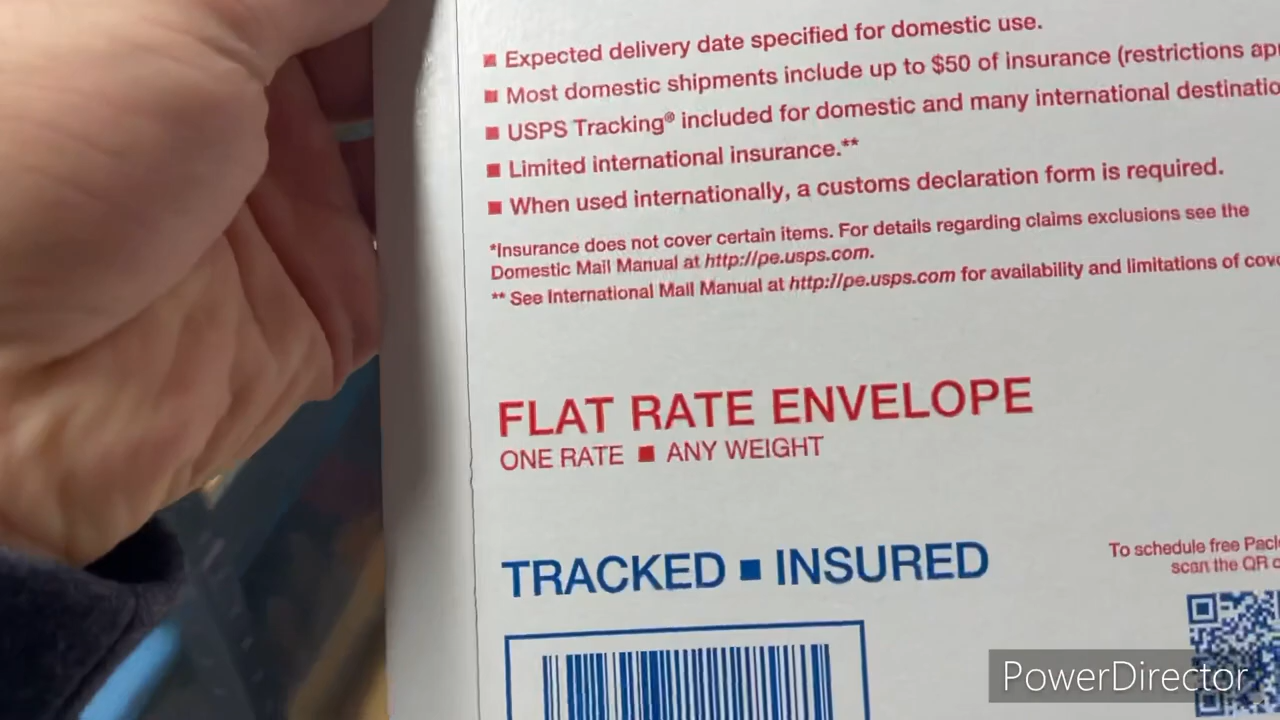 ■ Expected delivery date specified for domestic use.
■ Most domestic shipments include up to $50 of insurance (restrictions
■ USPS Tracking® included for domestic and many international
■ Limited international insurance.**
■ When used internationally, a customs declaration form is required.
*Insurance does not cover certain items. For details regarding claims exclusions see the
Domestic Mail Manual at http://pe.usps.com.
** See International Mail Manual at http://pe.usps.com for availability and limitations of
FLAT RATE ENVELOPE
ONE RATE ■ ANY WEIGHT
TRACKED ■ INSURED
To schedule free
scan the QR
PowerDirector